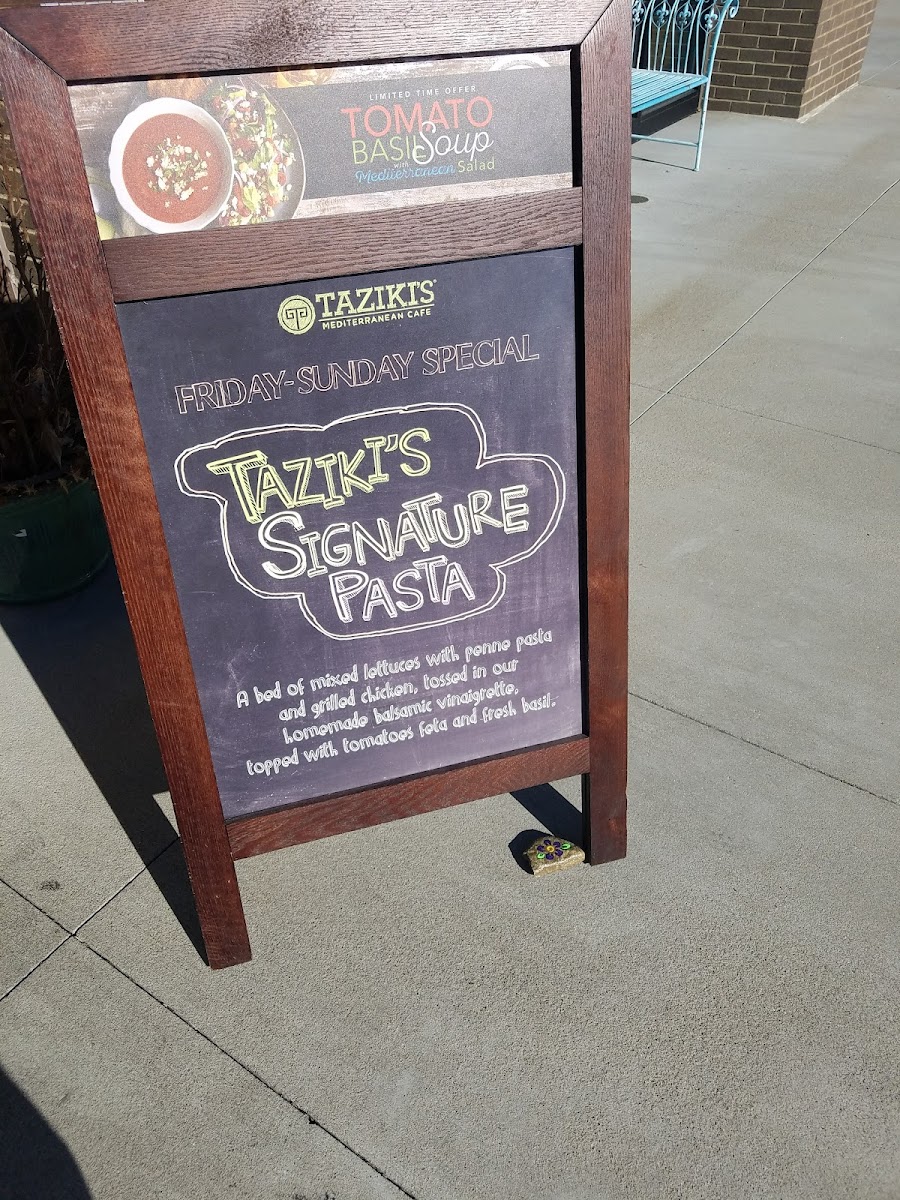 LIMITED TIME OFFER
TOMATO
BASIL Soup
with
Mediterranean Salad
TAZIKI'S
MEDITERRANEAN CAFE
FRIDAY-SUNDAY SPECIAL
TAZIKI'S
SIGNATURE
PASTA
A bed of mixed lettuces with penne pasta
and grilled chicken, tossed in our
homemade balsamic vinaigrette,
topped with tomatoes feta and fresh basil.